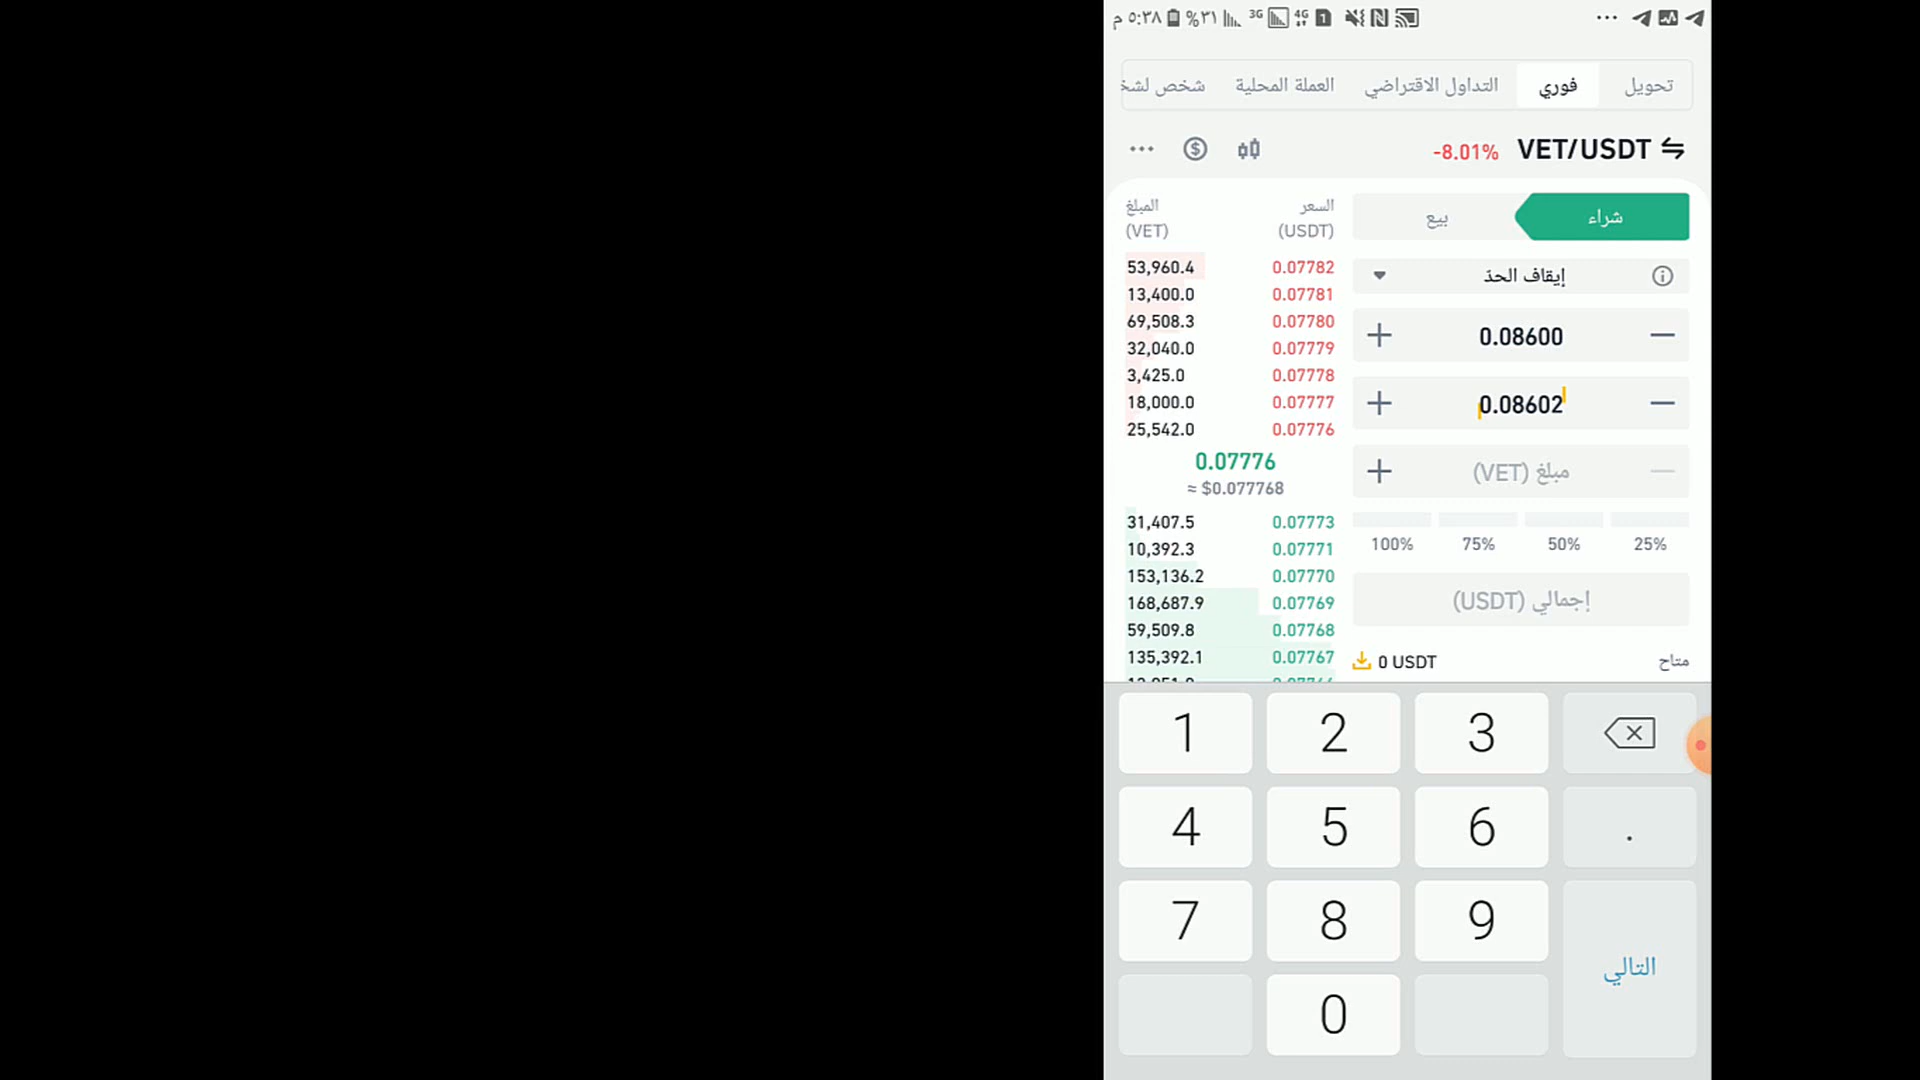 م ٥:٣٨ %٣١ 3G 4G 1
تحويل فوري التداول الاقتراضي العملة المحلية شخص لشخ
VET/USDT -8.01%
شراء بيع
إيقاف الحدّ
0.08600
0.08602
مبلغ (VET)
25% 50% 75% 100%
إجمالي (USDT)
متاح 0 USDT
السعر المبلغ
(USDT) (VET)
0.07782 53,960.4
0.07781 13,400.0
0.07780 69,508.3
0.07779 32,040.0
0.07778 3,425.0
0.07777 18,000.0
0.07776 25,542.0
0.07776
≈ $0.077768
0.07773 31,407.5
0.07771 10,392.3
0.07770 153,136.2
0.07769 168,687.9
0.07768 59,509.8
0.07767 135,392.1
1 2 3
4 5 6 .
7 8 9
التالي
0